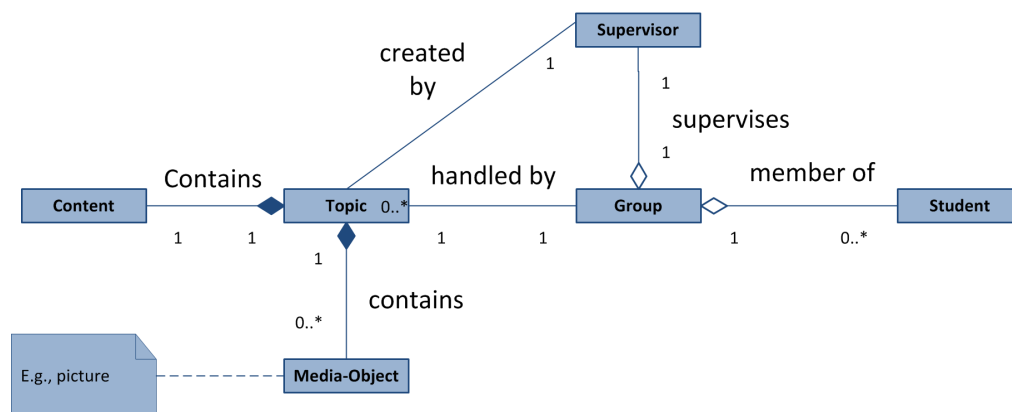 Supervisor
created
by
1
1
supervises
1
Contains
handled by
member of
Content
Topic
0..*
Group
Student
1
1
1
1
1
0..*
1
contains
0..*
E.g., picture
Media-Object